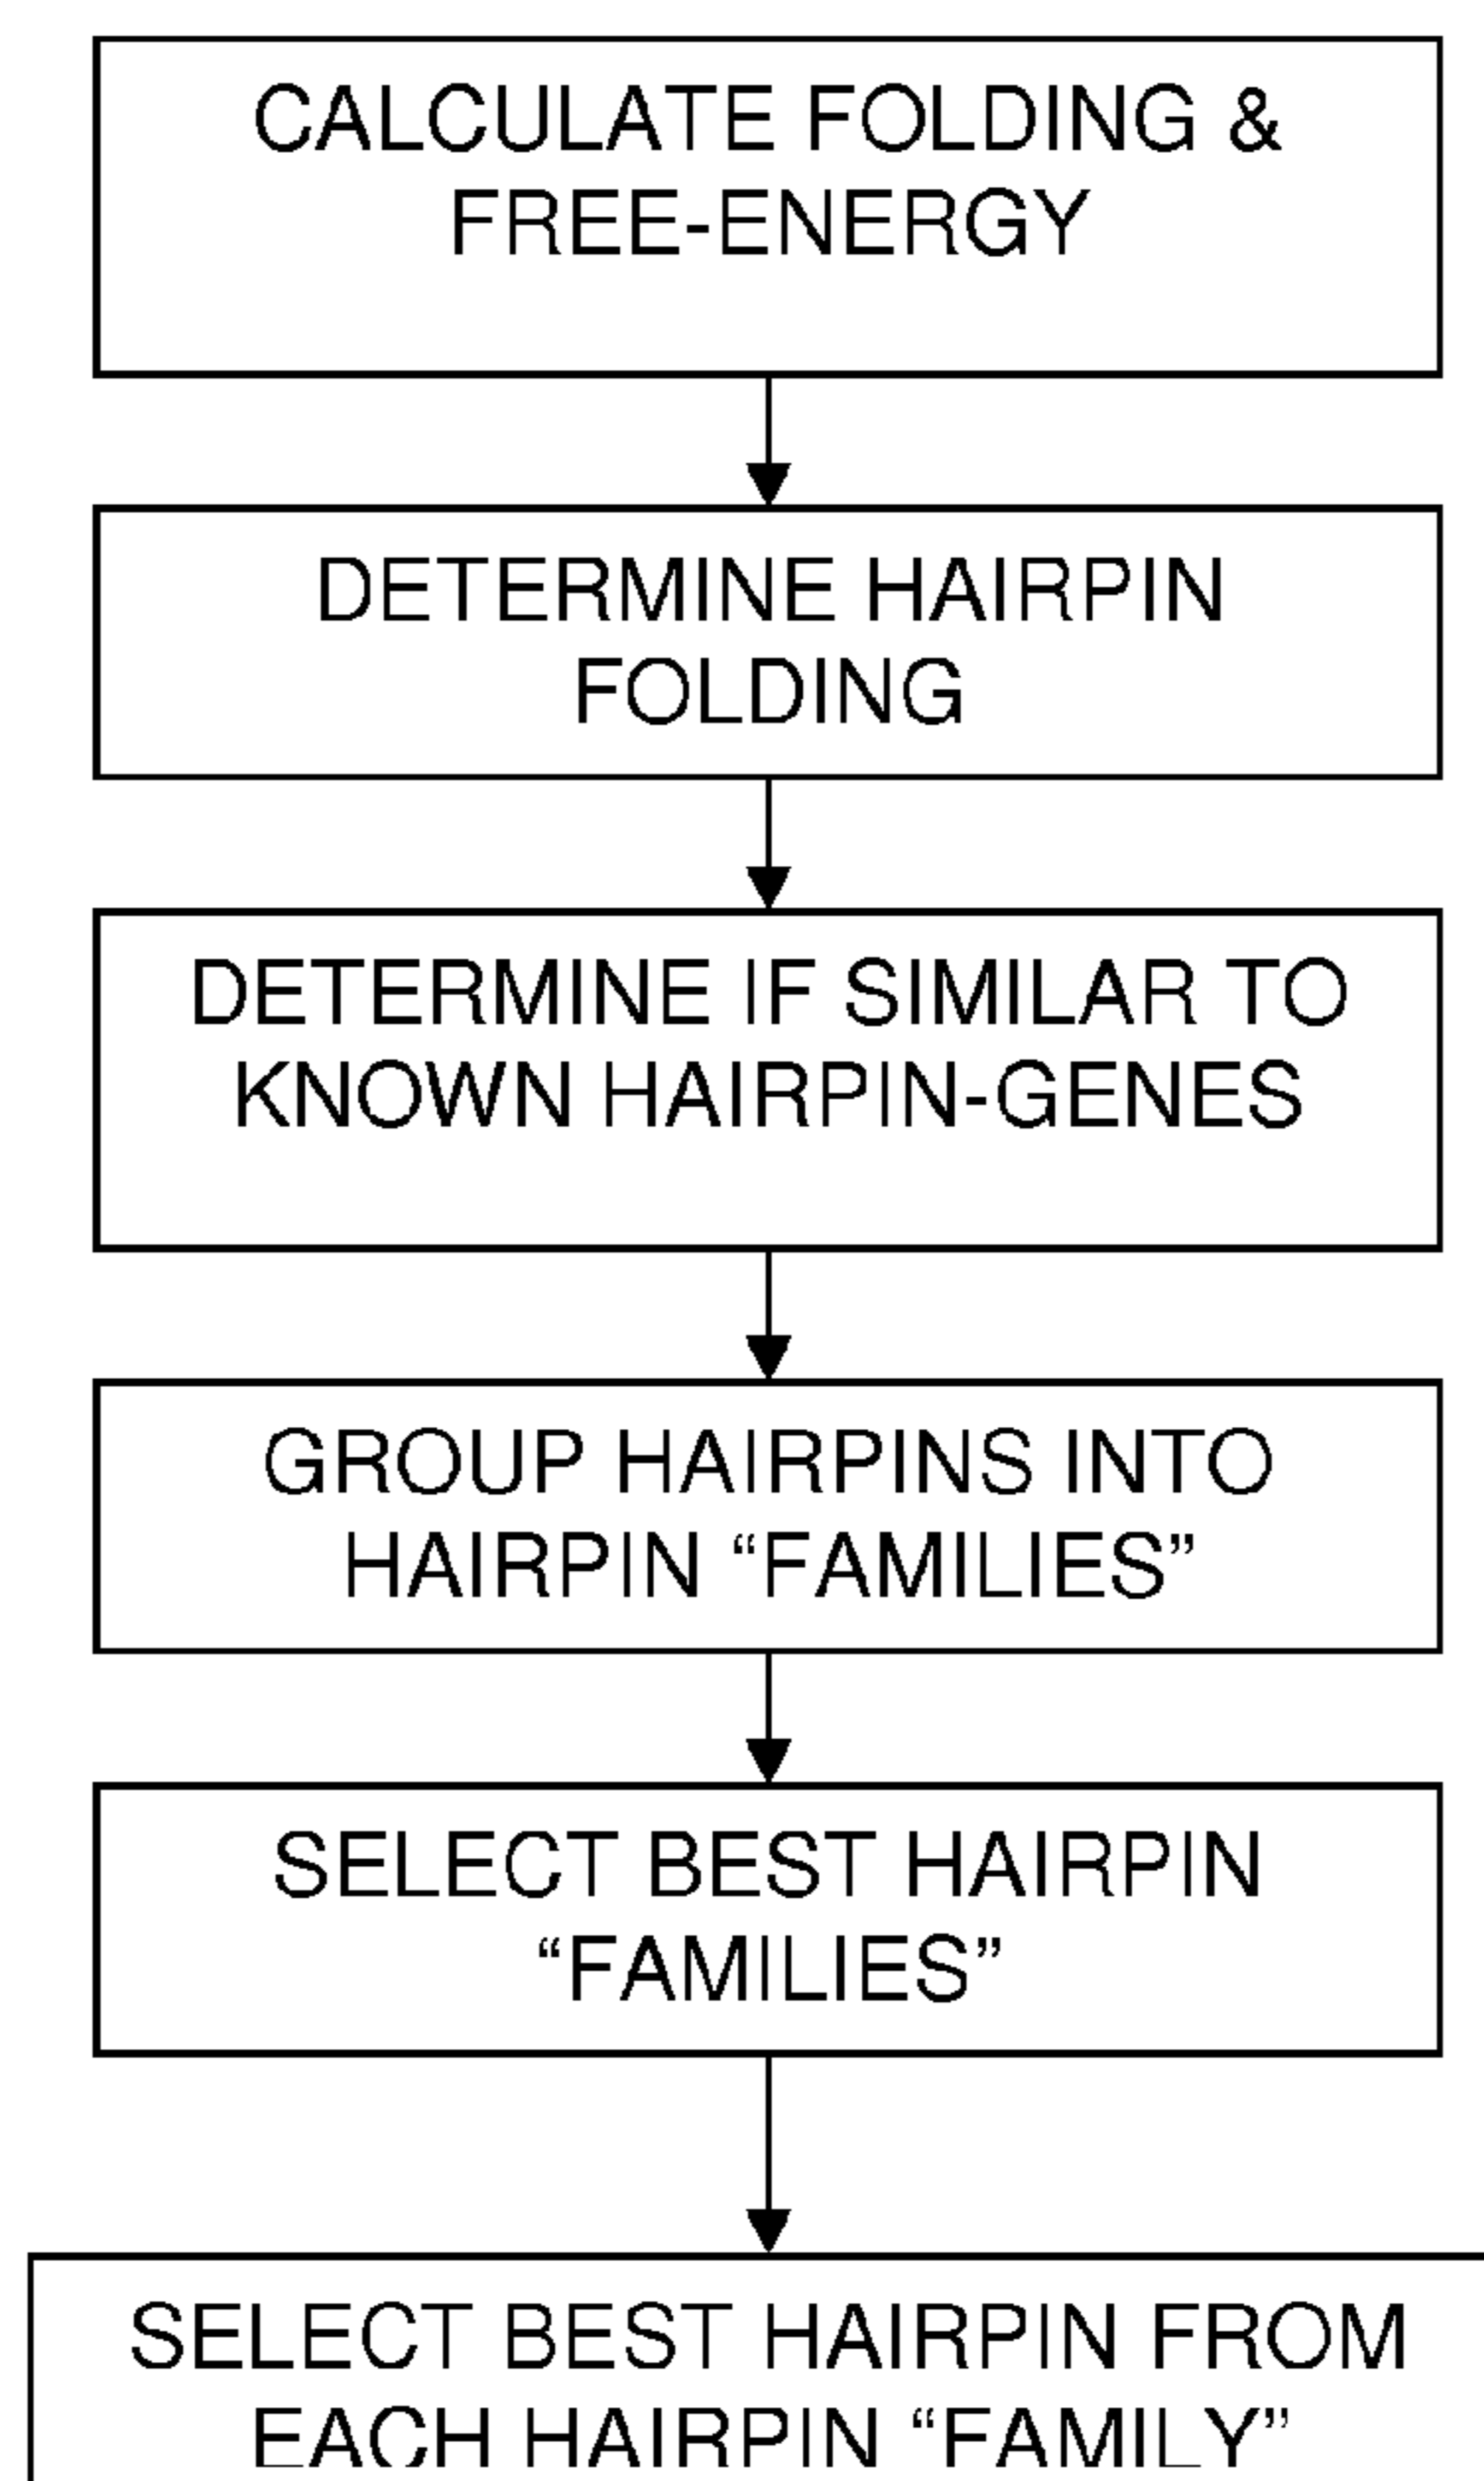 CALCULATE FOLDING &
FREE-ENERGY
DETERMINE HAIRPIN
FOLDING
DETERMINE IF SIMILAR TO
KNOWN HAIRPIN-GENES
GROUP HAIRPINS INTO
HAIRPIN “FAMILIES”
SELECT BEST HAIRPIN
“FAMILIES”
SELECT BEST HAIRPIN FROM
EACH HAIRPIN “FAMILY”